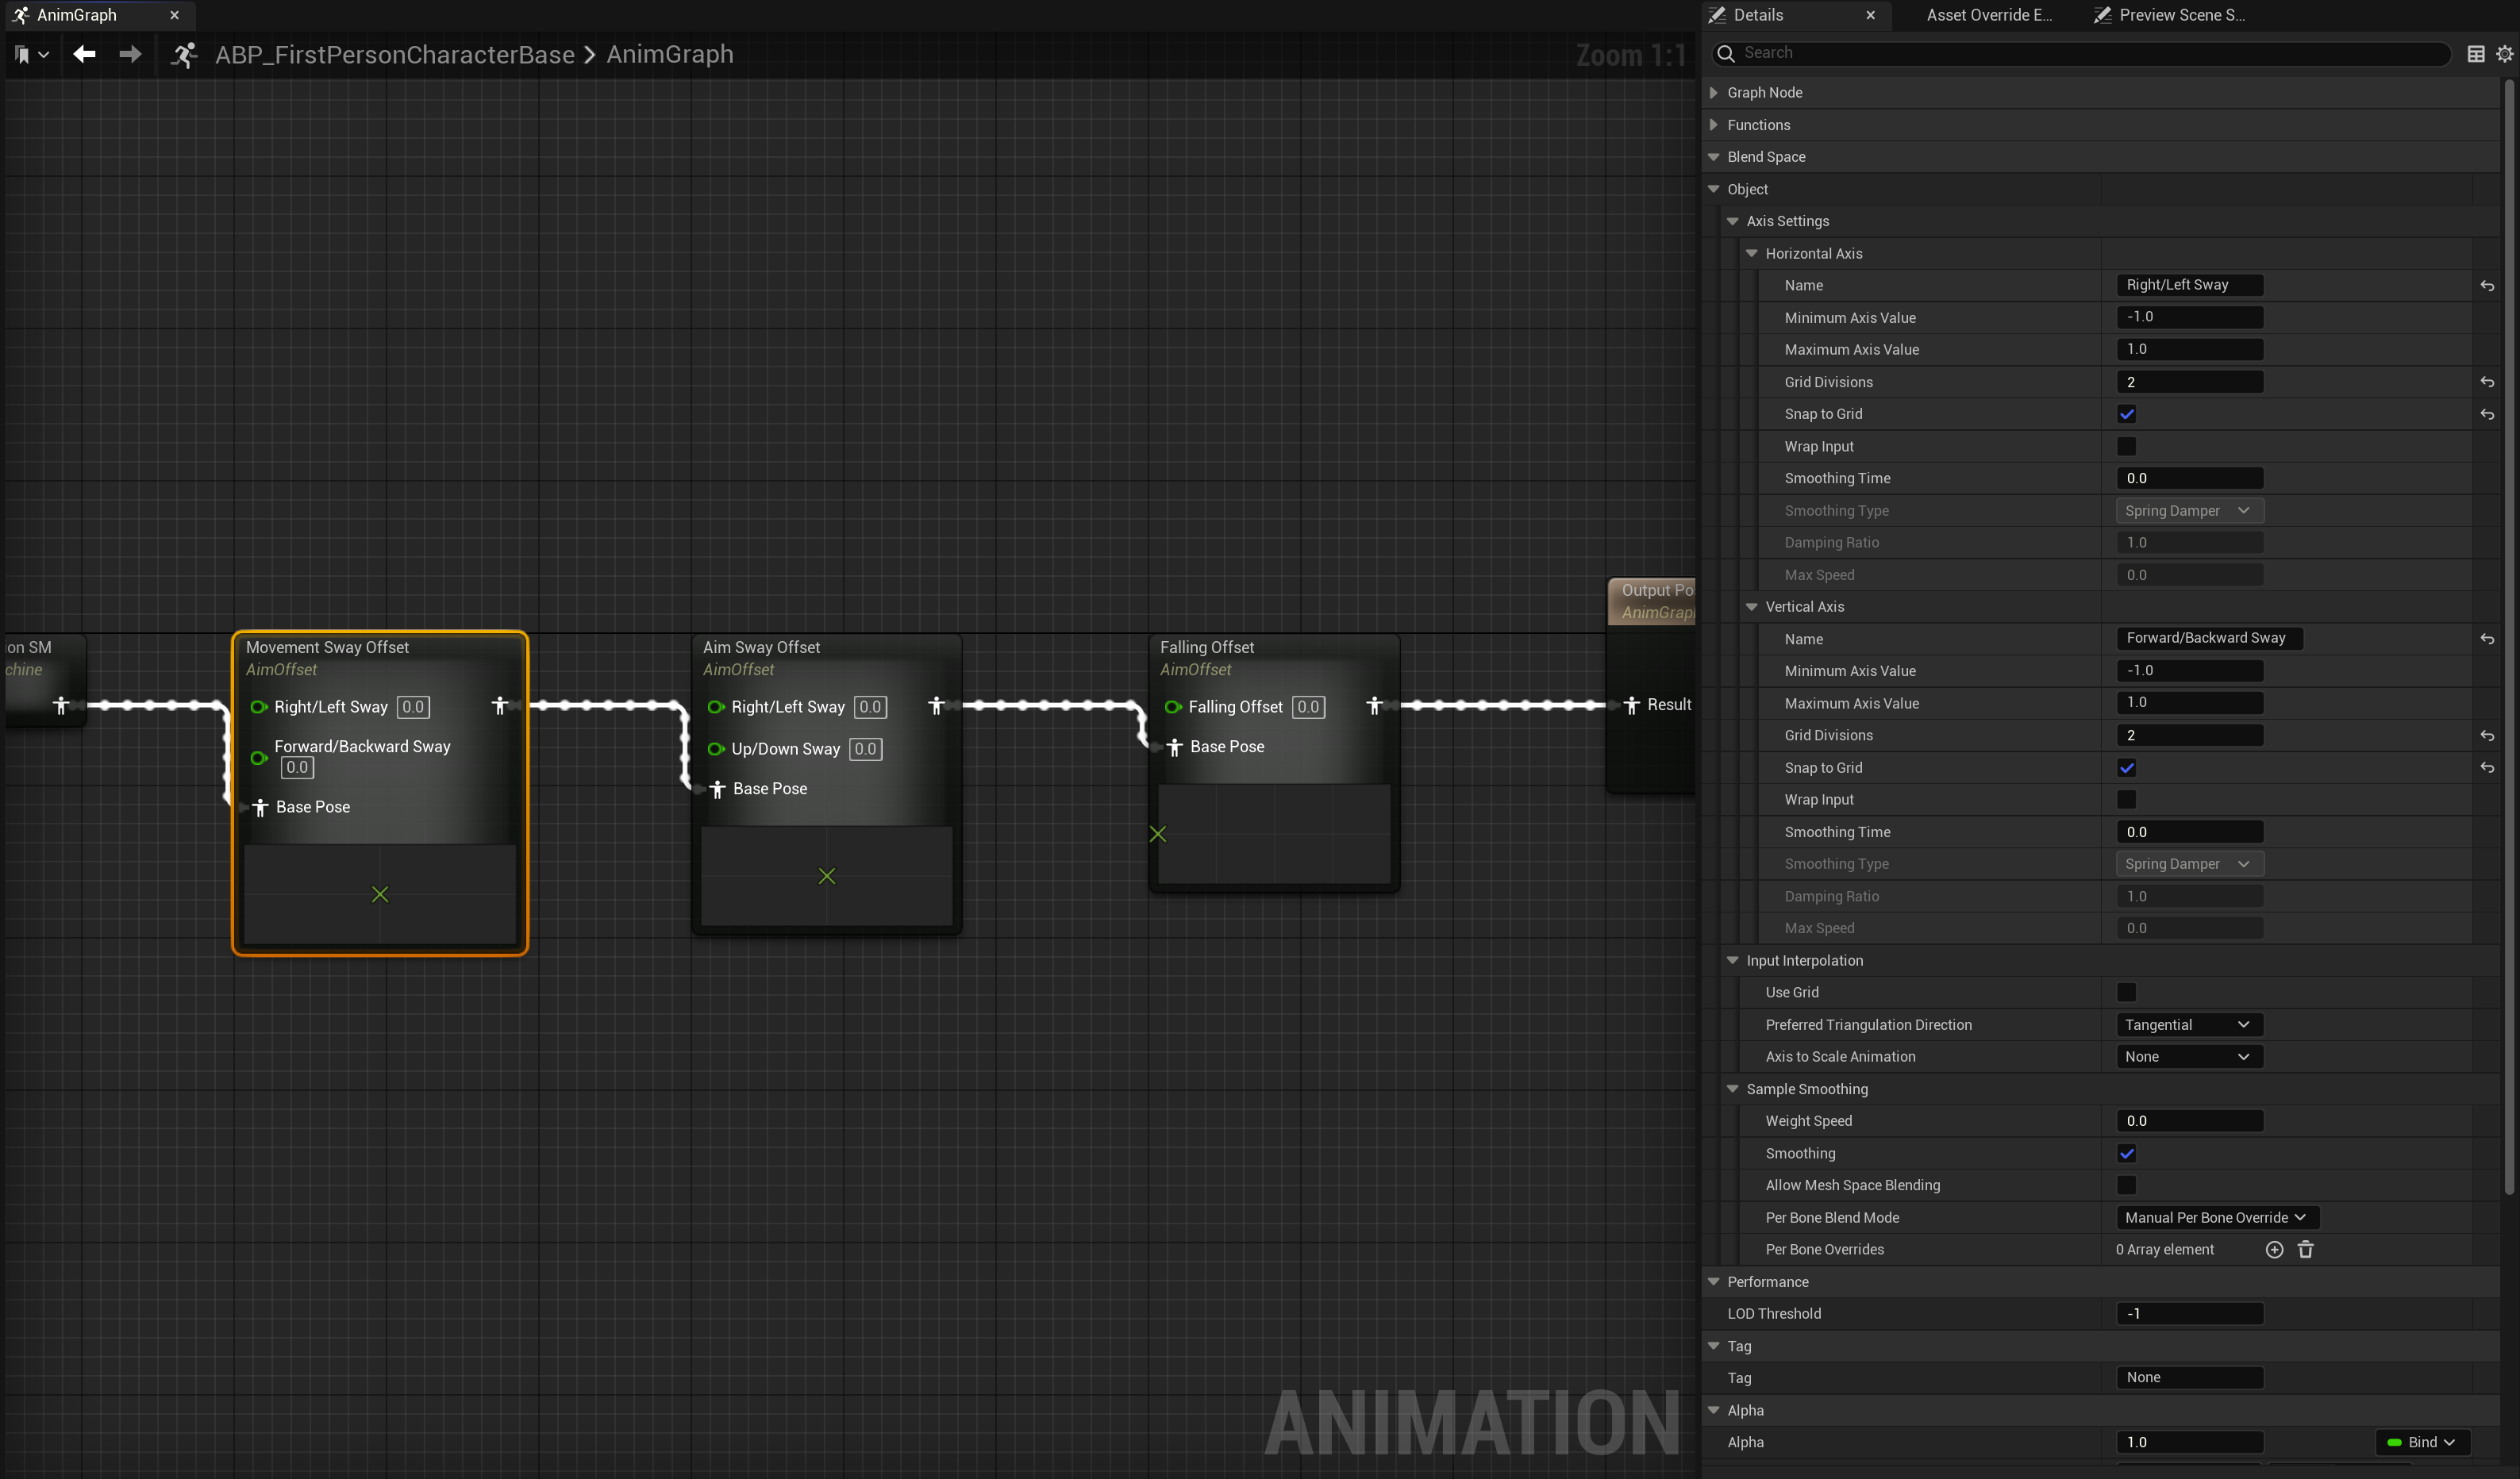 AnimGraph
ABP_FirstPersonCharacterBase > AnimGraph
Zoom 1:1
ion SM
chine
Movement Sway Offset
AimOffset
Right/Left Sway 0.0
Forward/Backward Sway
0.0
Base Pose
Aim Sway Offset
AimOffset
Right/Left Sway 0.0
Up/Down Sway 0.0
Base Pose
Falling Offset
AimOffset
Falling Offset 0.0
Base Pose
Output Po
AnimGrap
Result
ANIMATION
Details
Asset Override E...
Preview Scene S...
Search
Graph Node
Functions
Blend Space
Object
Axis Settings
Horizontal Axis
Name Right/Left Sway
Minimum Axis Value -1.0
Maximum Axis Value 1.0
Grid Divisions 2
Snap to Grid
Wrap Input
Smoothing Time 0.0
Smoothing Type Spring Damper
Damping Ratio 1.0
Max Speed 0.0
Vertical Axis
Name Forward/Backward Sway
Minimum Axis Value -1.0
Maximum Axis Value 1.0
Grid Divisions 2
Snap to Grid
Wrap Input
Smoothing Time 0.0
Smoothing Type Spring Damper
Damping Ratio 1.0
Max Speed 0.0
Input Interpolation
Use Grid
Preferred Triangulation Direction Tangential
Axis to Scale Animation None
Sample Smoothing
Weight Speed 0.0
Smoothing
Allow Mesh Space Blending
Per Bone Blend Mode Manual Per Bone Override
Per Bone Overrides 0 Array element
Performance
LOD Threshold -1
Tag
Tag None
Alpha
Alpha 1.0 Bind